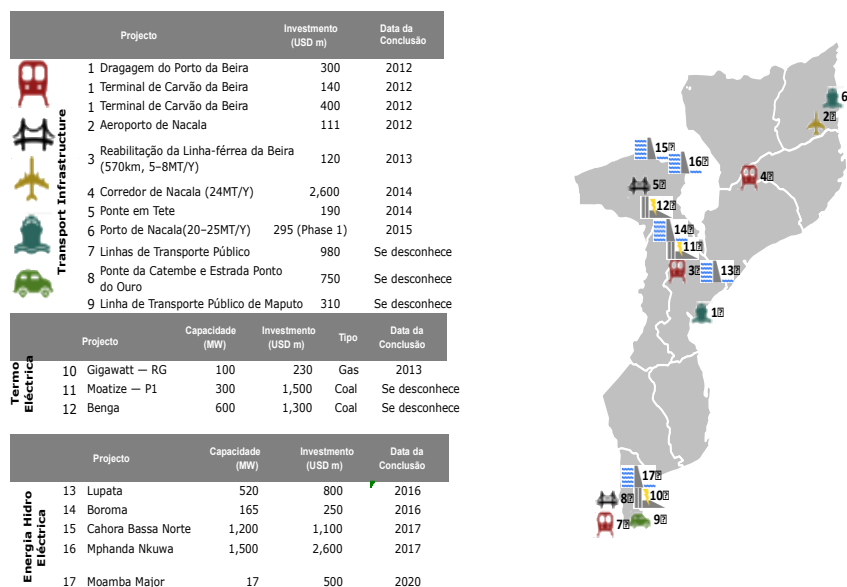 Projecto Investimento (USD m) Data da Conclusão
Transport Infrastructure
1 Dragagem do Porto da Beira 300 2012
1 Terminal de Carvão da Beira 140 2012
1 Terminal de Carvão da Beira 400 2012
2 Aeroporto de Nacala 111 2012
3 Reabilitação da Linha-férrea da Beira
(570km, 5–8MT/Y) 120 2013
4 Corredor de Nacala (24MT/Y) 2,600 2014
5 Ponte em Tete 190 2014
6 Porto de Nacala(20–25MT/Y) 295 (Phase 1) 2015
7 Linhas de Transporte Público 980 Se desconhece
8 Ponte da Catembe e Estrada Ponto
do Ouro 750 Se desconhece
9 Linha de Transporte Público de Maputo 310 Se desconhece
Projecto Capacidade (MW) Investimento (USD m) Tipo Data da Conclusão
Termo
Eléctrica
10 Gigawatt — RG 100 230 Gas 2013
11 Moatize — P1 300 1,500 Coal Se desconhece
12 Benga 600 1,300 Coal Se desconhece
Projecto Capacidade (MW) Investimento (USD m) Data da Conclusão
Energia Hidro
Eléctrica
13 Lupata 520 800 2016
14 Boroma 165 250 2016
15 Cahora Bassa Norte 1,200 1,100 2017
16 Mphanda Nkuwa 1,500 2,600 2017
17 Moamba Major 17 500 2020
6
2
15
16
4
5
12
14
11
3
13
1
17
8
10
7
9